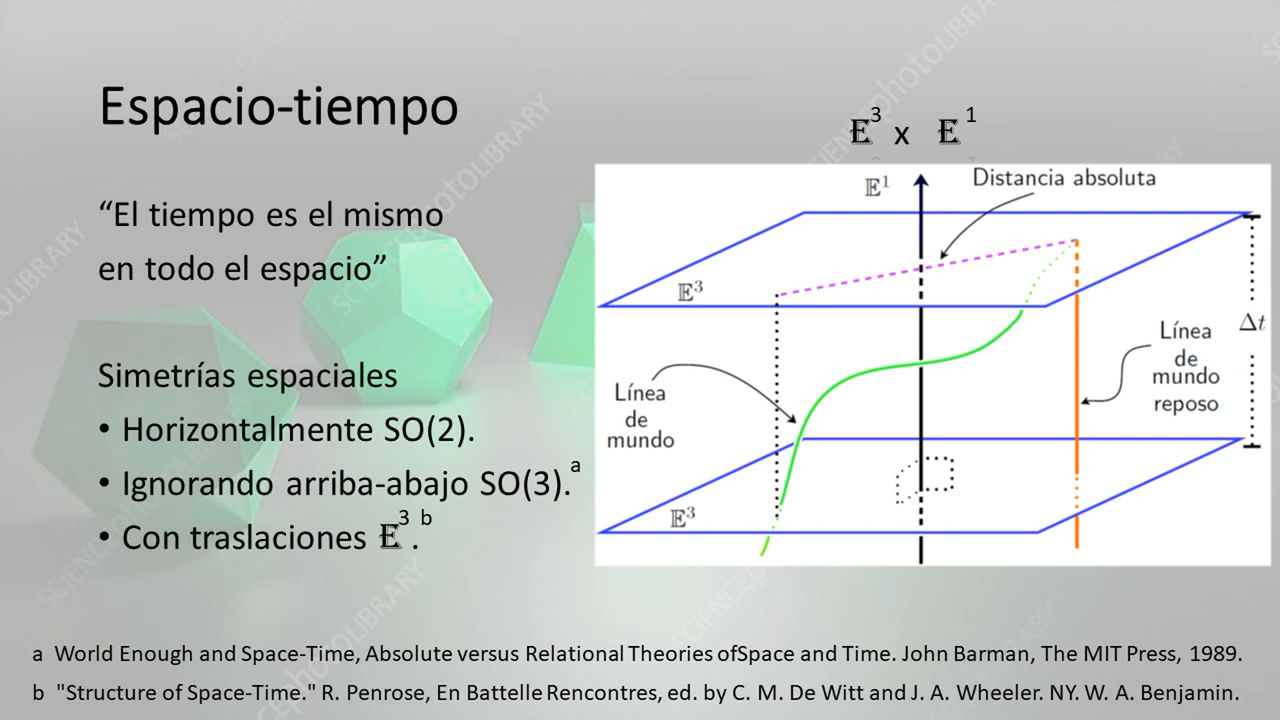 Espacio-tiempo
“El tiempo es el mismo
en todo el espacio”
Simetrías espaciales
• Horizontalmente SO(2).
• Ignorando arriba-abajo SO(3).a
• Con traslaciones E3.b
E3 x E1
𝔼¹
Distancia absoluta
𝔼³
Δt
Línea
de
mundo
reposo
Línea
de
mundo
𝔼³
a World Enough and Space-Time, Absolute versus Relational Theories ofSpace and Time. John Barman, The MIT Press, 1989.
b "Structure of Space-Time." R. Penrose, En Battelle Rencontres, ed. by C. M. De Witt and J. A. Wheeler. NY. W. A. Benjamin.
SCIENCEPHOTOLIBRARY